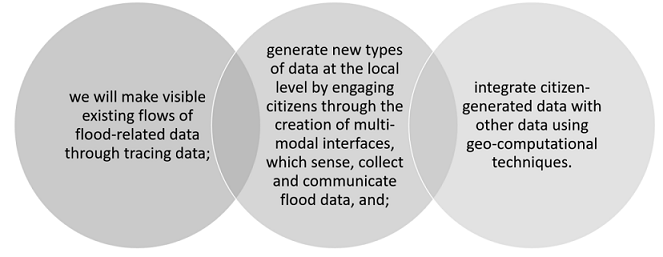 we will make visible
existing flows of
flood-related data
through tracing data;
generate new types
of data at the local
level by engaging
citizens through the
creation of multi-
modal interfaces,
which sense, collect
and communicate
flood data, and;
integrate citizen-
generated data with
other data using
geo-computational
techniques.